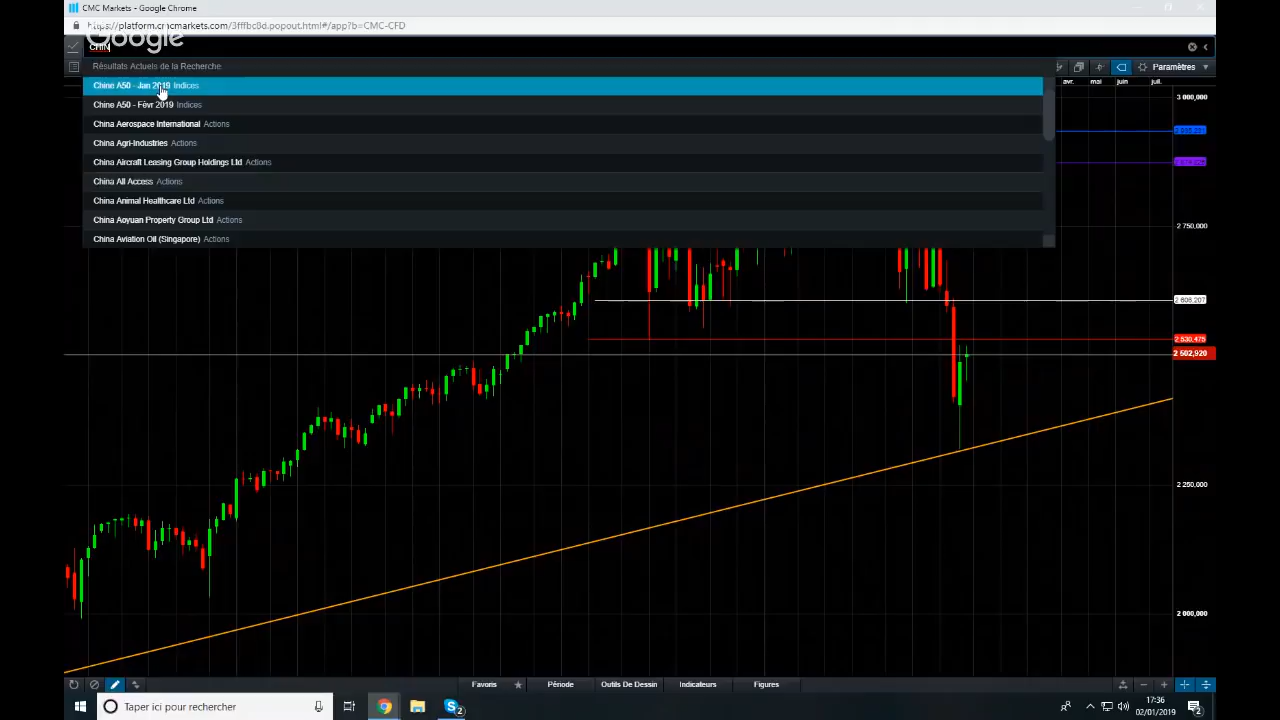 CMC Markets - Google Chrome
https://platform.cmcmarkets.com/3fffbc8d.popout.html#/app?b=CMC-CFD
Google
CHIN
Paramètres
Résultats Actuels de la Recherche
Chine A50 - Jan 2019 Indices
Chine A50 - Févr 2019 Indices
China Aerospace International Actions
China Agri-Industries Actions
China Aircraft Leasing Group Holdings Ltd Actions
China All Access Actions
China Animal Healthcare Ltd Actions
China Aoyuan Property Group Ltd Actions
China Aviation Oil (Singapore) Actions
avr. mai juin juil.
3 000,000
2 750,000
2 606,207
2 530,475
2 502,920
2 250,000
2 000,000
Favoris Période Outils De Dessin Indicateurs Figures
Taper ici pour rechercher
2
17:36
02/01/2019
2